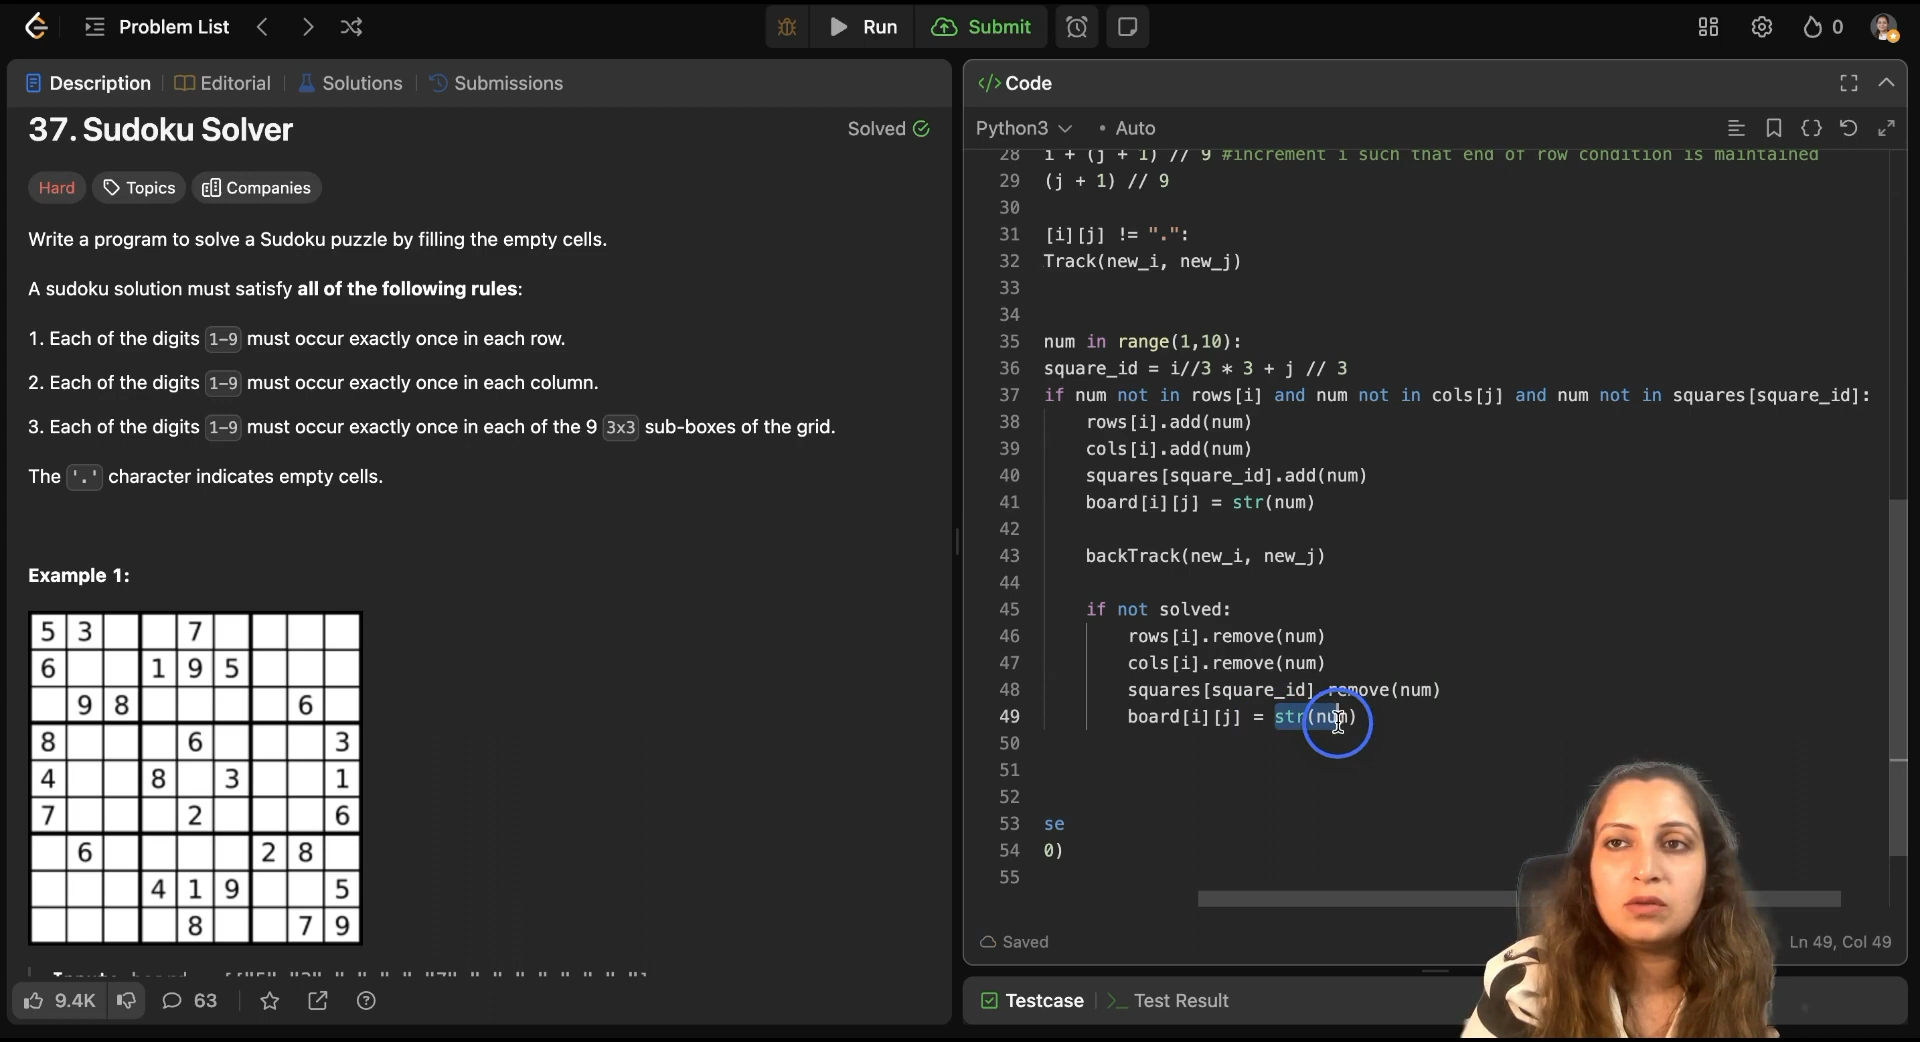 Problem List
Run
Submit
0
Description
Editorial
Solutions
Submissions
37. Sudoku Solver
Solved
Hard
Topics
Companies
Write a program to solve a Sudoku puzzle by filling the empty cells.
A sudoku solution must satisfy all of the following rules:
1. Each of the digits 1-9 must occur exactly once in each row.
2. Each of the digits 1-9 must occur exactly once in each column.
3. Each of the digits 1-9 must occur exactly once in each of the 9 3x3 sub-boxes of the grid.
The '.' character indicates empty cells.
Example 1:
5 3 7
6 1 9 5
9 8 6
8 6 3
4 8 3 1
7 2 6
6 2 8
4 1 9 5
8 7 9
9.4K
63
</> Code
Python3
• Auto
28 i + (j + 1) // 9 #increment i such that end of row condition is maintained
29 (j + 1) // 9
30
31 [i][j] != ".":
32 Track(new_i, new_j)
33
34
35 num in range(1,10):
36 square_id = i//3 * 3 + j // 3
37 if num not in rows[i] and num not in cols[j] and num not in squares[square_id]:
38 rows[i].add(num)
39 cols[i].add(num)
40 squares[square_id].add(num)
41 board[i][j] = str(num)
42
43 backTrack(new_i, new_j)
44
45 if not solved:
46 rows[i].remove(num)
47 cols[i].remove(num)
48 squares[square_id].remove(num)
49 board[i][j] = str(num)
50
51
52
53 se
54 0)
55
Saved
Ln 49, Col 49
Testcase
Test Result